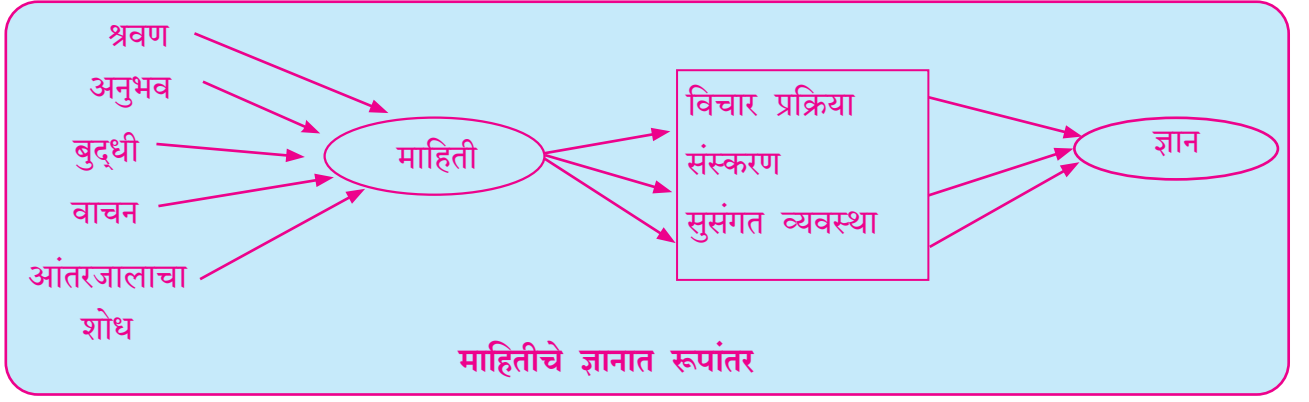 श्रवण
अनुभव
बुद्‌धी
वाचन
आंतरजालाचा
शोध
माहिती
विचार प्रक्रिया
संस्करण
सुसंगत व्यवस्था
ज्ञान
माहितीचे ज्ञानात रूपांतर